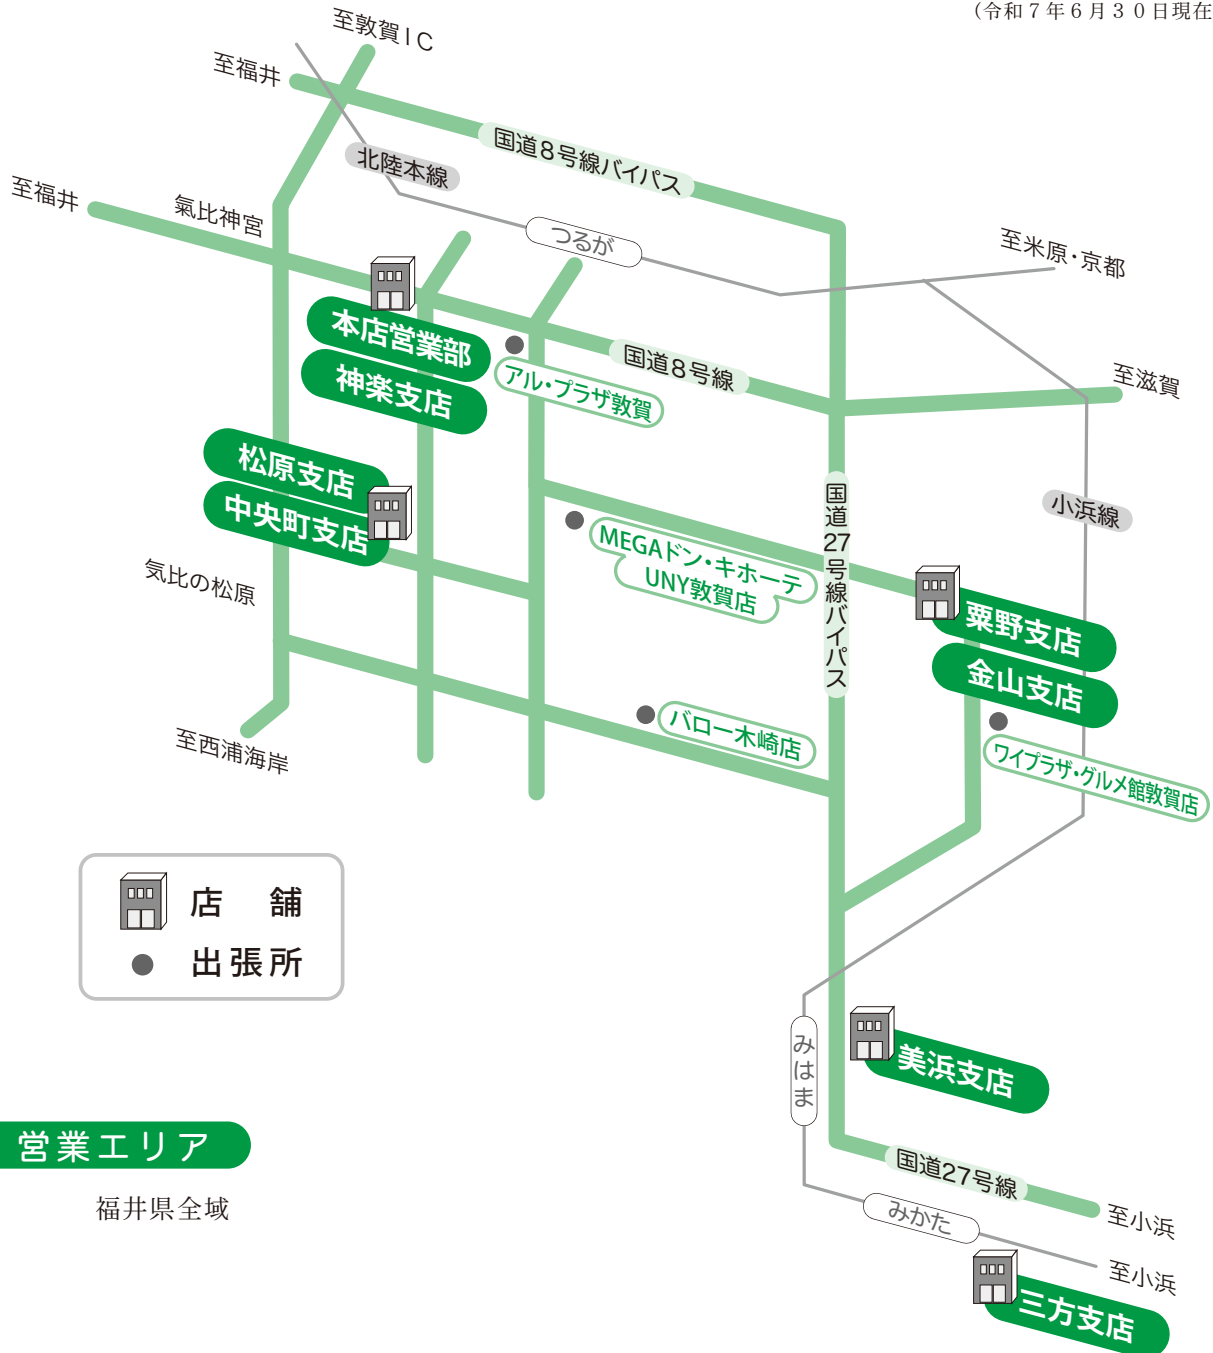 (令和７年６月３０日現在
至敦賀ＩＣ
至福井
国道8号線バイパス
北陸本線
至福井
氣比神宮
つるが
至米原・京都
本店営業部
神楽支店
アル・プラザ敦賀
国道8号線
至滋賀
松原支店
中央町支店
国道27号線バイパス
小浜線
MEGAドン・キホーテ
UNY敦賀店
気比の松原
粟野支店
金山支店
バロー木崎店
ワイプラザ・グルメ館敦賀店
至西浦海岸
店　舗
出張所
みはま
美浜支店
営業エリア
福井県全域
国道27号線
至小浜
みかた
至小浜
三方支店